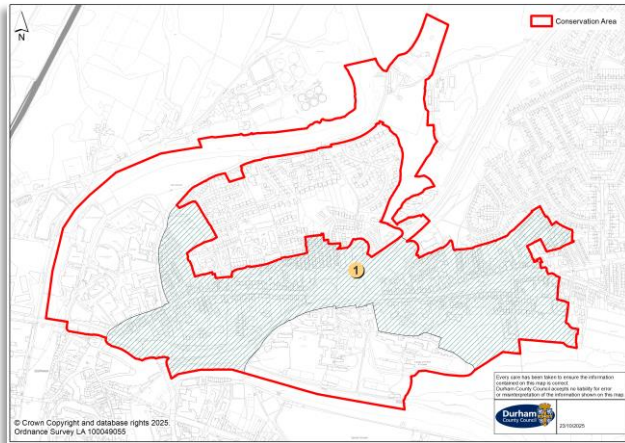 N
Conservation Area
1
Every care has been taken to ensure the information
contained on this map is correct.
Durham County Council accepts no liability for error
or misinterpretation of the information shown on this map.
Durham
County Council
23/10/2025
© Crown Copyright and database rights 2025.
Ordnance Survey LA 100049055